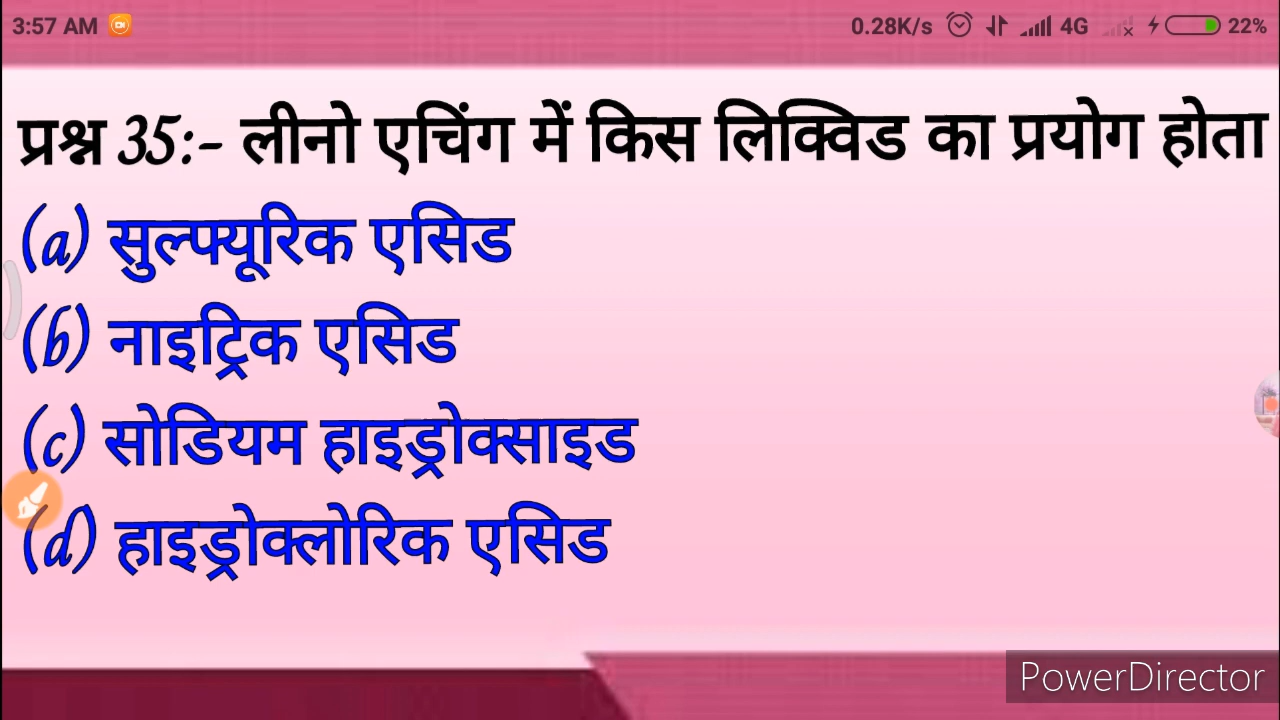 3:57 AM 0.28K/s 4G 22%
प्रश्न 35:- लीनो एचिंग में किस लिक्विड का प्रयोग होता
(a) सुल्फ्यूरिक एसिड
(b) नाइट्रिक एसिड
(c) सोडियम हाइड्रोक्साइड
(d) हाइड्रोक्लोरिक एसिड
PowerDirector